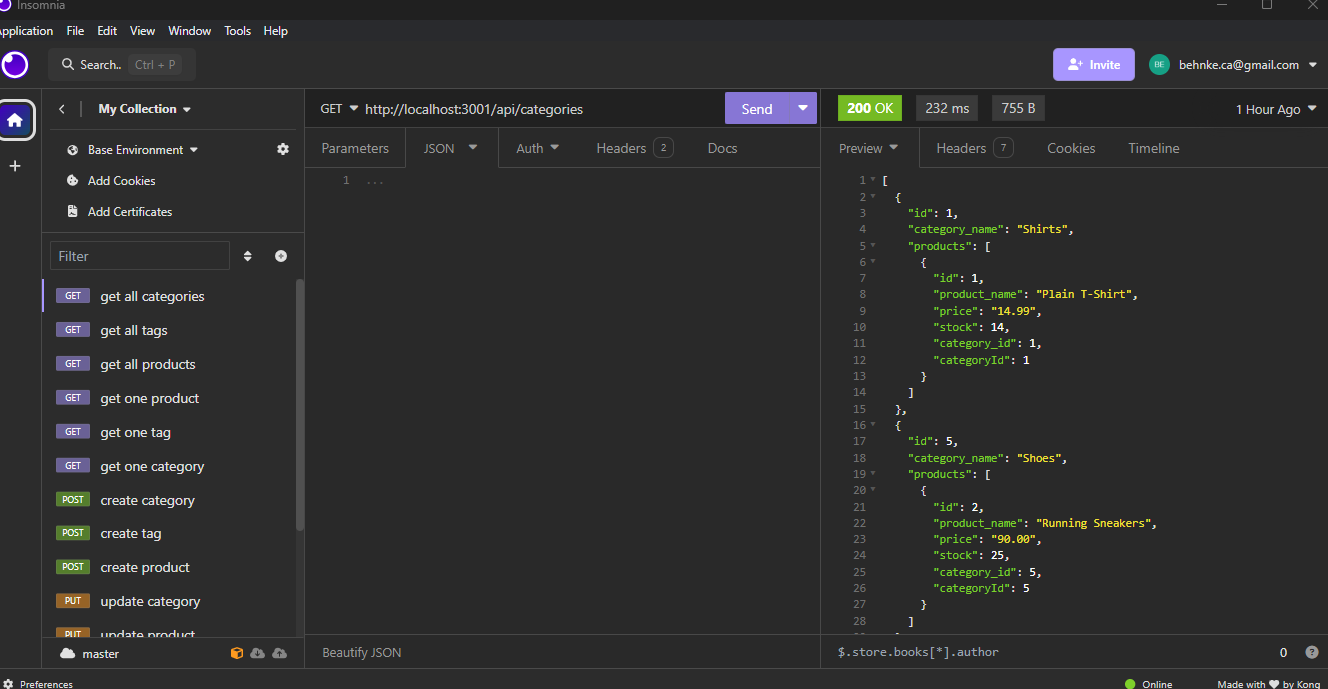 Insomnia
Application File Edit View Window Tools Help
Search.. Ctrl + P
Invite
BE behnke.ca@gmail.com
My Collection
Base Environment
Add Cookies
Add Certificates
Filter
GET get all categories
GET get all tags
GET get all products
GET get one product
GET get one tag
GET get one category
POST create category
POST create tag
POST create product
PUT update category
PUT update product
master
GET http://localhost:3001/api/categories Send
Parameters JSON Auth Headers 2 Docs
1 ...
Beautify JSON
200 OK 232 ms 755 B 1 Hour Ago
Preview Headers 7 Cookies Timeline
1 [
2 {
3 "id": 1,
4 "category_name": "Shirts",
5 "products": [
6 {
7 "id": 1,
8 "product_name": "Plain T-Shirt",
9 "price": "14.99",
10 "stock": 14,
11 "category_id": 1,
12 "categoryId": 1
13 }
14 ]
15 },
16 {
17 "id": 5,
18 "category_name": "Shoes",
19 "products": [
20 {
21 "id": 2,
22 "product_name": "Running Sneakers",
23 "price": "90.00",
24 "stock": 25,
25 "category_id": 5,
26 "categoryId": 5
27 }
28 ]
$.store.books[*].author 0 ?
Preferences Online Made with ❤ by Kong